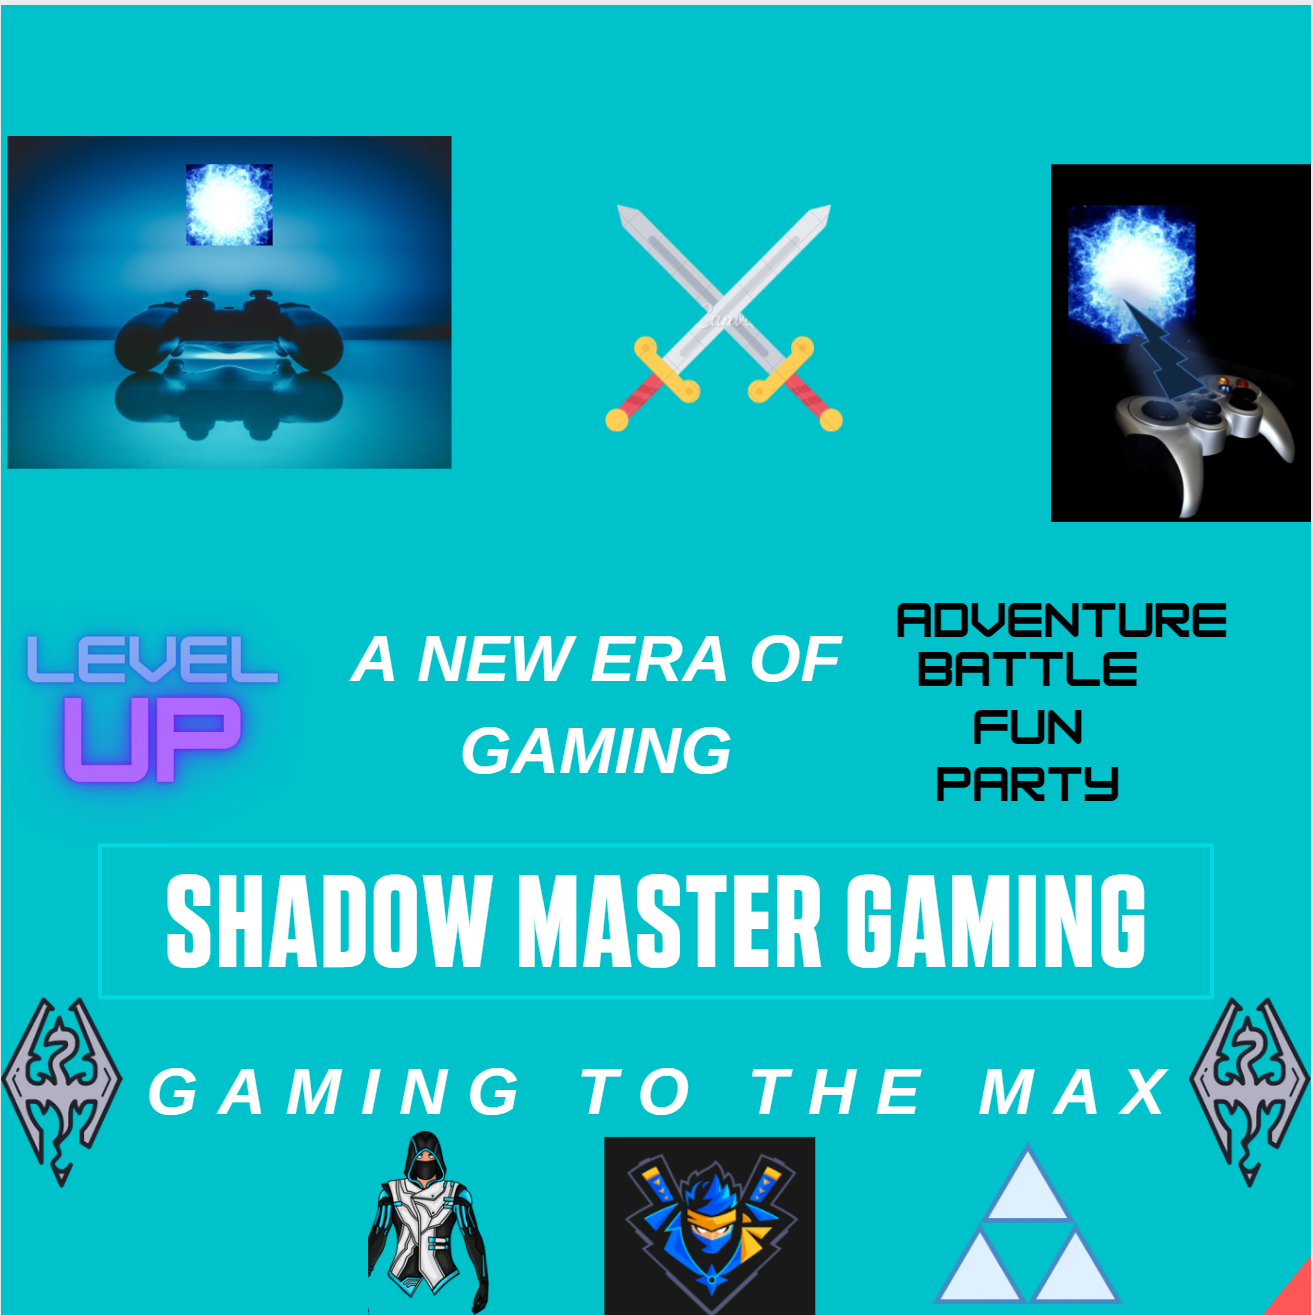 LEVEL
UP
A NEW ERA OF
GAMING
ADVENTURE
BATTLE
FUN
PARTY
SHADOW MASTER GAMING
GAMING TO THE MAX